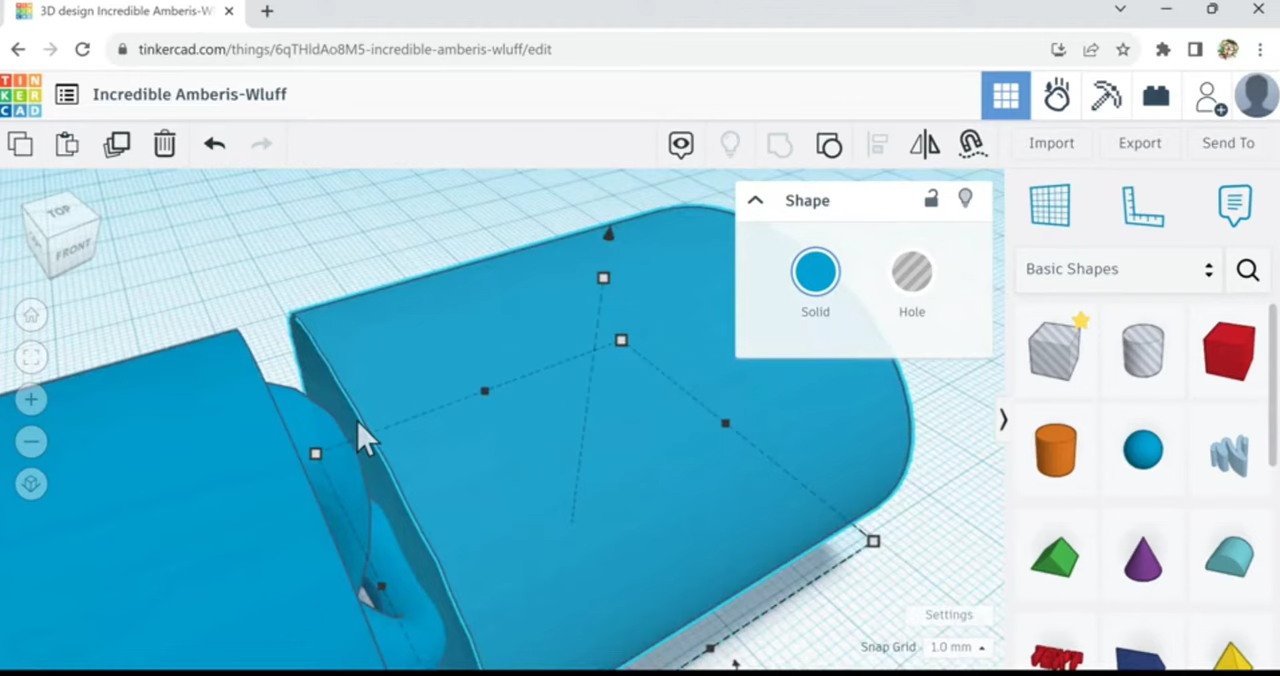 3D design Incredible Amberis-W
tinkercad.com/things/6qTHldAo8M5-incredible-amberis-wluff/edit
TIN
KER
CAD
Incredible Amberis-Wluff
Import
Export
Send To
Shape
TOP
FRONT
Solid
Hole
Basic Shapes
TEXT
Settings
Snap Grid
1.0 mm